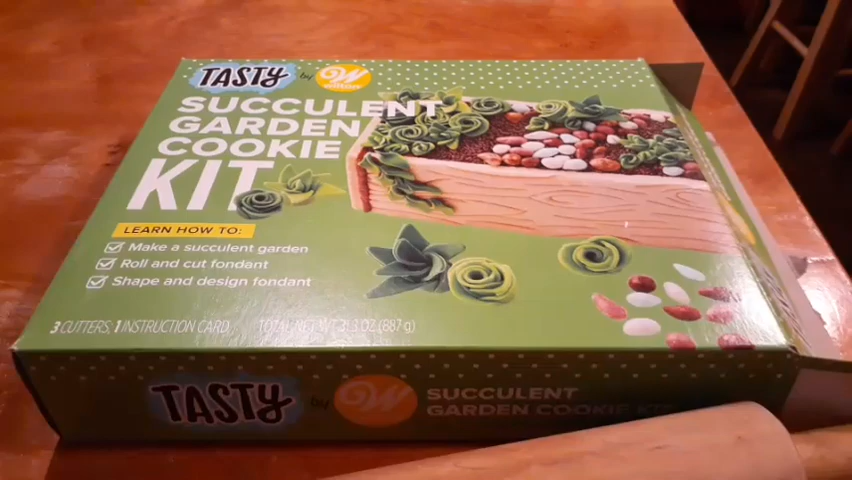 TASTY by W Wilton
SUCCULENT
GARDEN
COOKIE
KIT
LEARN HOW TO:
Make a succulent garden
Roll and cut fondant
Shape and design fondant
3 CUTTERS, 1 INSTRUCTION CARD TOTAL NET WT 31.3 OZ (887 g)
TASTY by W
SUCCULENT
GARDEN COOKIE KIT